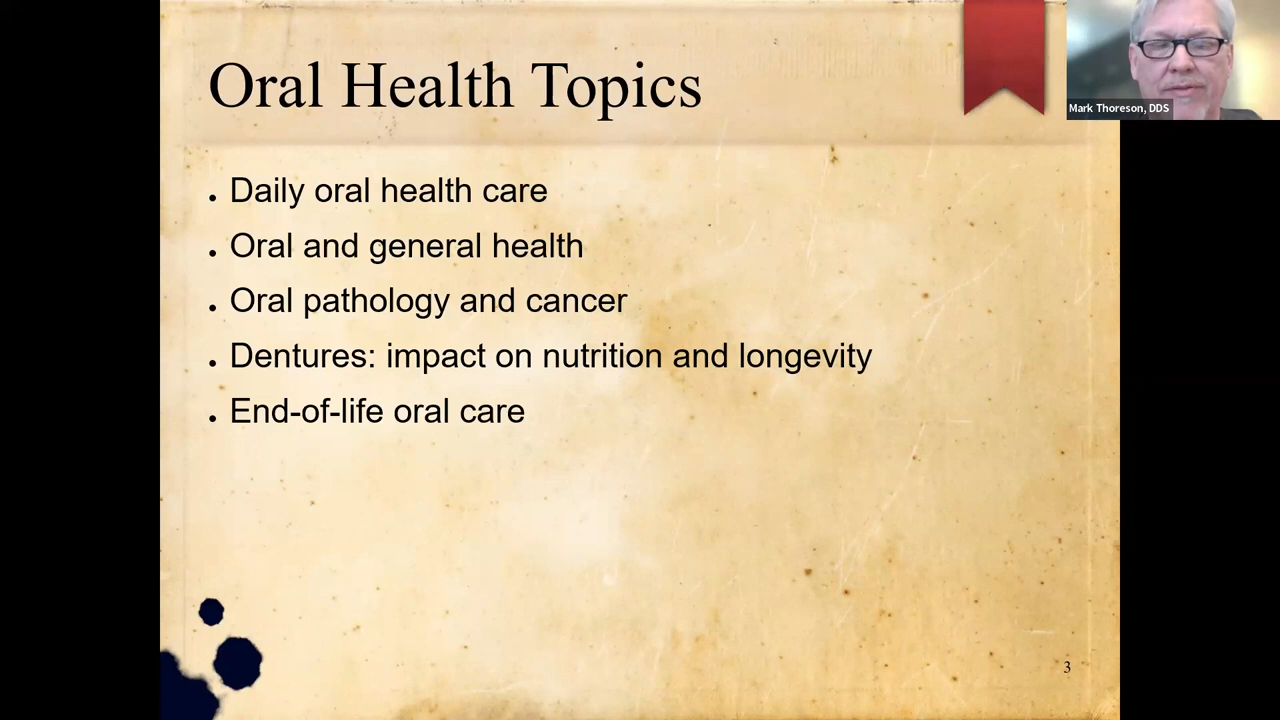 Oral Health Topics
Mark Thoreson, DDS
. Daily oral health care
. Oral and general health
. Oral pathology and cancer
. Dentures: impact on nutrition and longevity
. End-of-life oral care
3